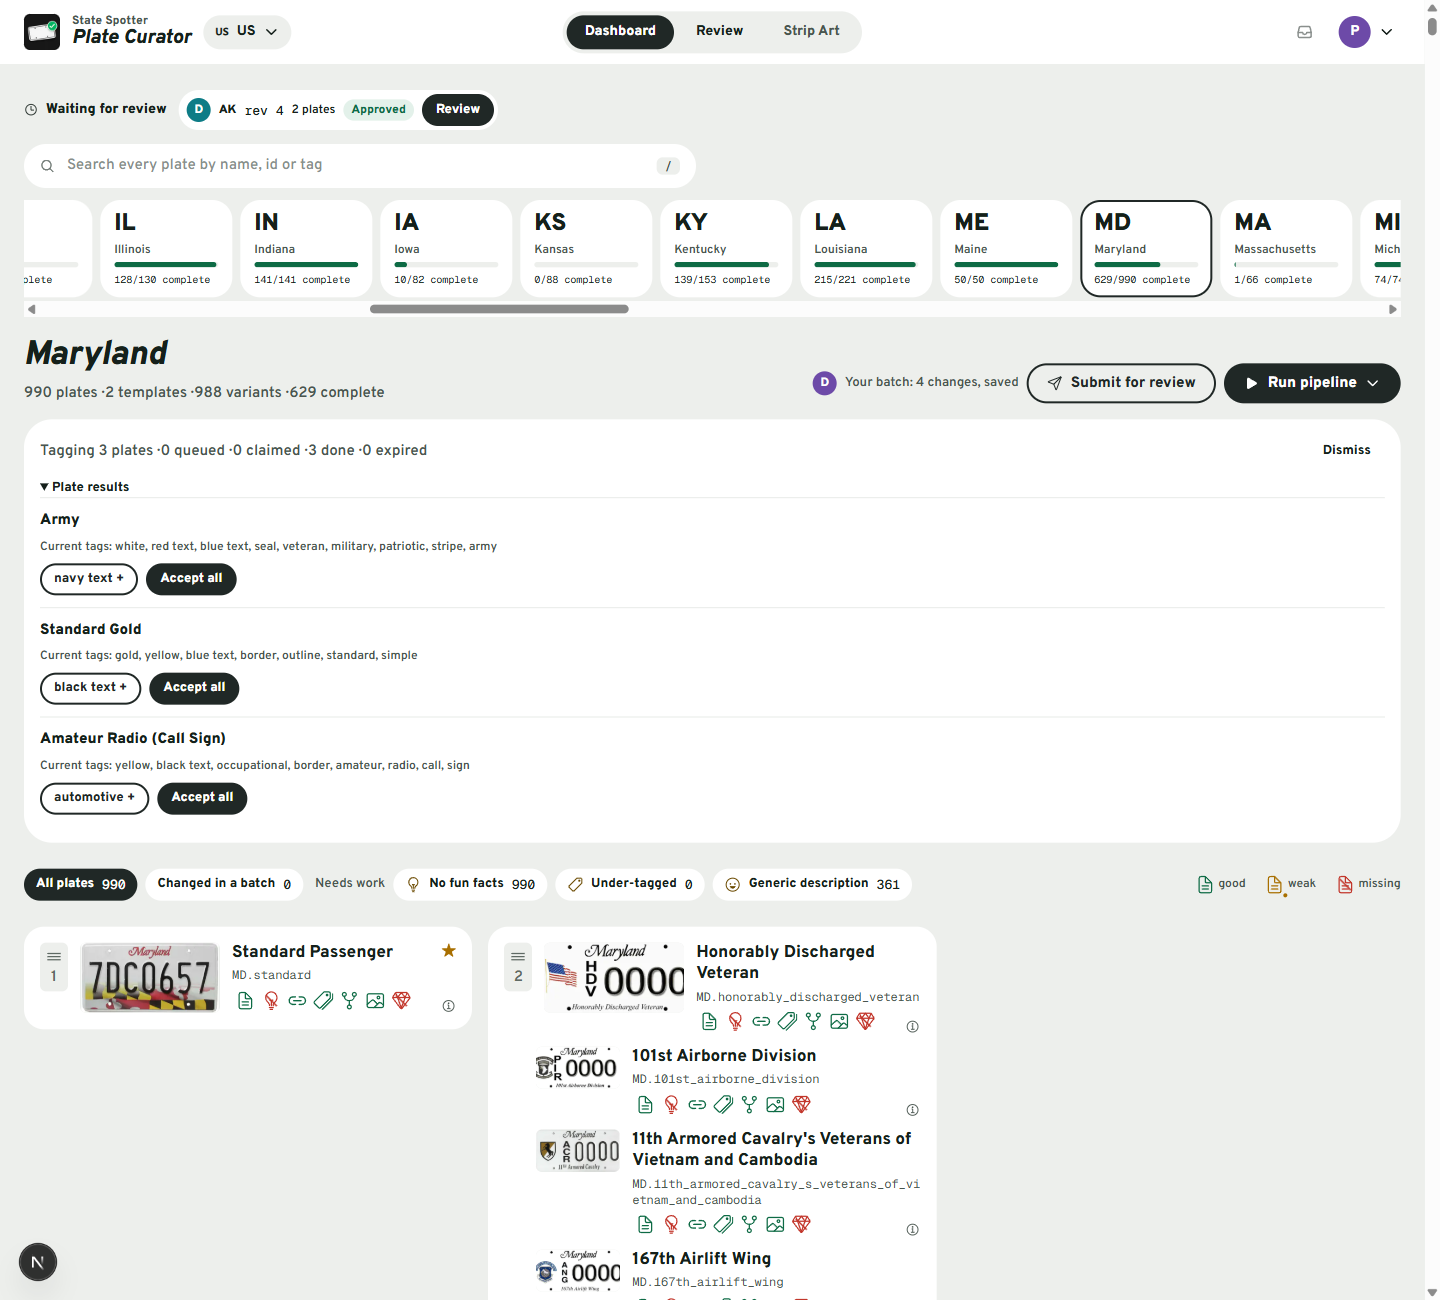 State Spotter
Plate Curator
US US
Dashboard
Review
Strip Art
P
Waiting for review
D AK rev 4 2 plates Approved Review
Search every plate by name, id or tag /
IL
Illinois
128/130 complete
IN
Indiana
141/141 complete
IA
Iowa
10/82 complete
KS
Kansas
0/88 complete
KY
Kentucky
139/153 complete
LA
Louisiana
215/221 complete
ME
Maine
50/50 complete
MD
Maryland
629/990 complete
MA
Massachusetts
1/66 complete
Maryland
990 plates ·2 templates ·988 variants ·629 complete
D Your batch: 4 changes, saved
Submit for review
Run pipeline
Tagging 3 plates ·0 queued ·0 claimed ·3 done ·0 expired
Dismiss
▼ Plate results
Army
Current tags: white, red text, blue text, seal, veteran, military, patriotic, stripe, army
navy text + Accept all
Standard Gold
Current tags: gold, yellow, blue text, border, outline, standard, simple
black text + Accept all
Amateur Radio (Call Sign)
Current tags: yellow, black text, occupational, border, amateur, radio, call, sign
automotive + Accept all
All plates 990
Changed in a batch 0
Needs work
No fun facts 990
Under-tagged 0
Generic description 361
good
weak
missing
1
Maryland
7DC0657
Standard Passenger
MD.standard
2
Maryland
HDV 0000
Honorably Discharged Veteran
Honorably Discharged
Veteran
MD.honorably_discharged_veteran
Maryland
0000
101st Airborne Division
101st Airborne Division
MD.101st_airborne_division
Maryland
ACR 0000
11th Armored Cavalry's Veterans of
Vietnam and Cambodia
MD.11th_armored_cavalry_s_veterans_of_vi
etnam_and_cambodia
Maryland
ANG 0000
167th Airlift Wing
167th Airlift Wing
MD.167th_airlift_wing
N